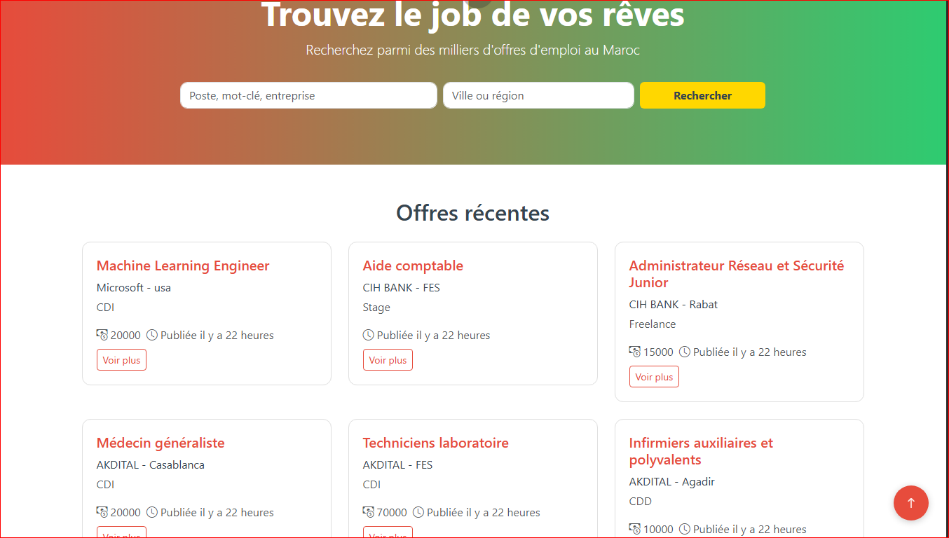 Trouvez le job de vos rêves
Recherchez parmi des milliers d'offres d'emploi au Maroc
Poste, mot-clé, entreprise
Ville ou région
Rechercher
Offres récentes
Machine Learning Engineer
Microsoft - usa
CDI
20000 Publiée il y a 22 heures
Voir plus
Aide comptable
CIH BANK - FES
Stage
Publiée il y a 22 heures
Voir plus
Administrateur Réseau et Sécurité
Junior
CIH BANK - Rabat
Freelance
15000 Publiée il y a 22 heures
Voir plus
Médecin généraliste
AKDITAL - Casablanca
CDI
20000 Publiée il y a 22 heures
Voir plus
Techniciens laboratoire
AKDITAL - FES
CDI
70000 Publiée il y a 22 heures
Voir plus
Infirmiers auxiliaires et
polyvalents
AKDITAL - Agadir
CDD
10000 Publiée il y a 22 heures